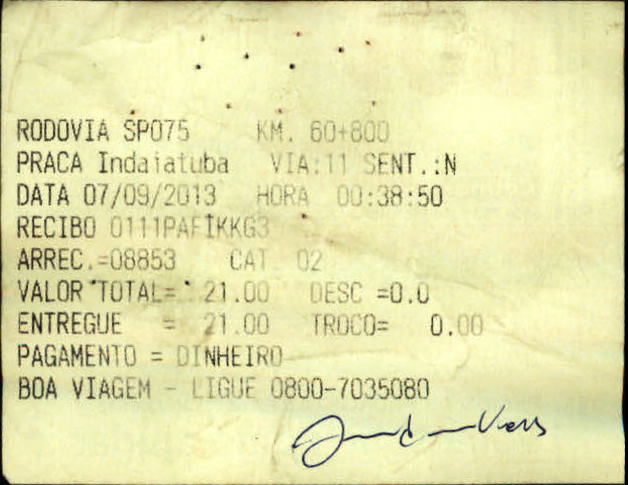 RODOVIA SP075 KM. 60+800
PRACA Indaiatuba VIA:11 SENT.:N
DATA 07/09/2013 HORA 00:38:50
RECIBO 0111PAFIKKG3
ARREC.=08853 CAT 02
VALOR TOTAL= 21.00 DESC =0.0
ENTREGUE = 21.00 TROCO= 0.00
PAGAMENTO = DINHEIRO
BOA VIAGEM - LIGUE 0800-7035080